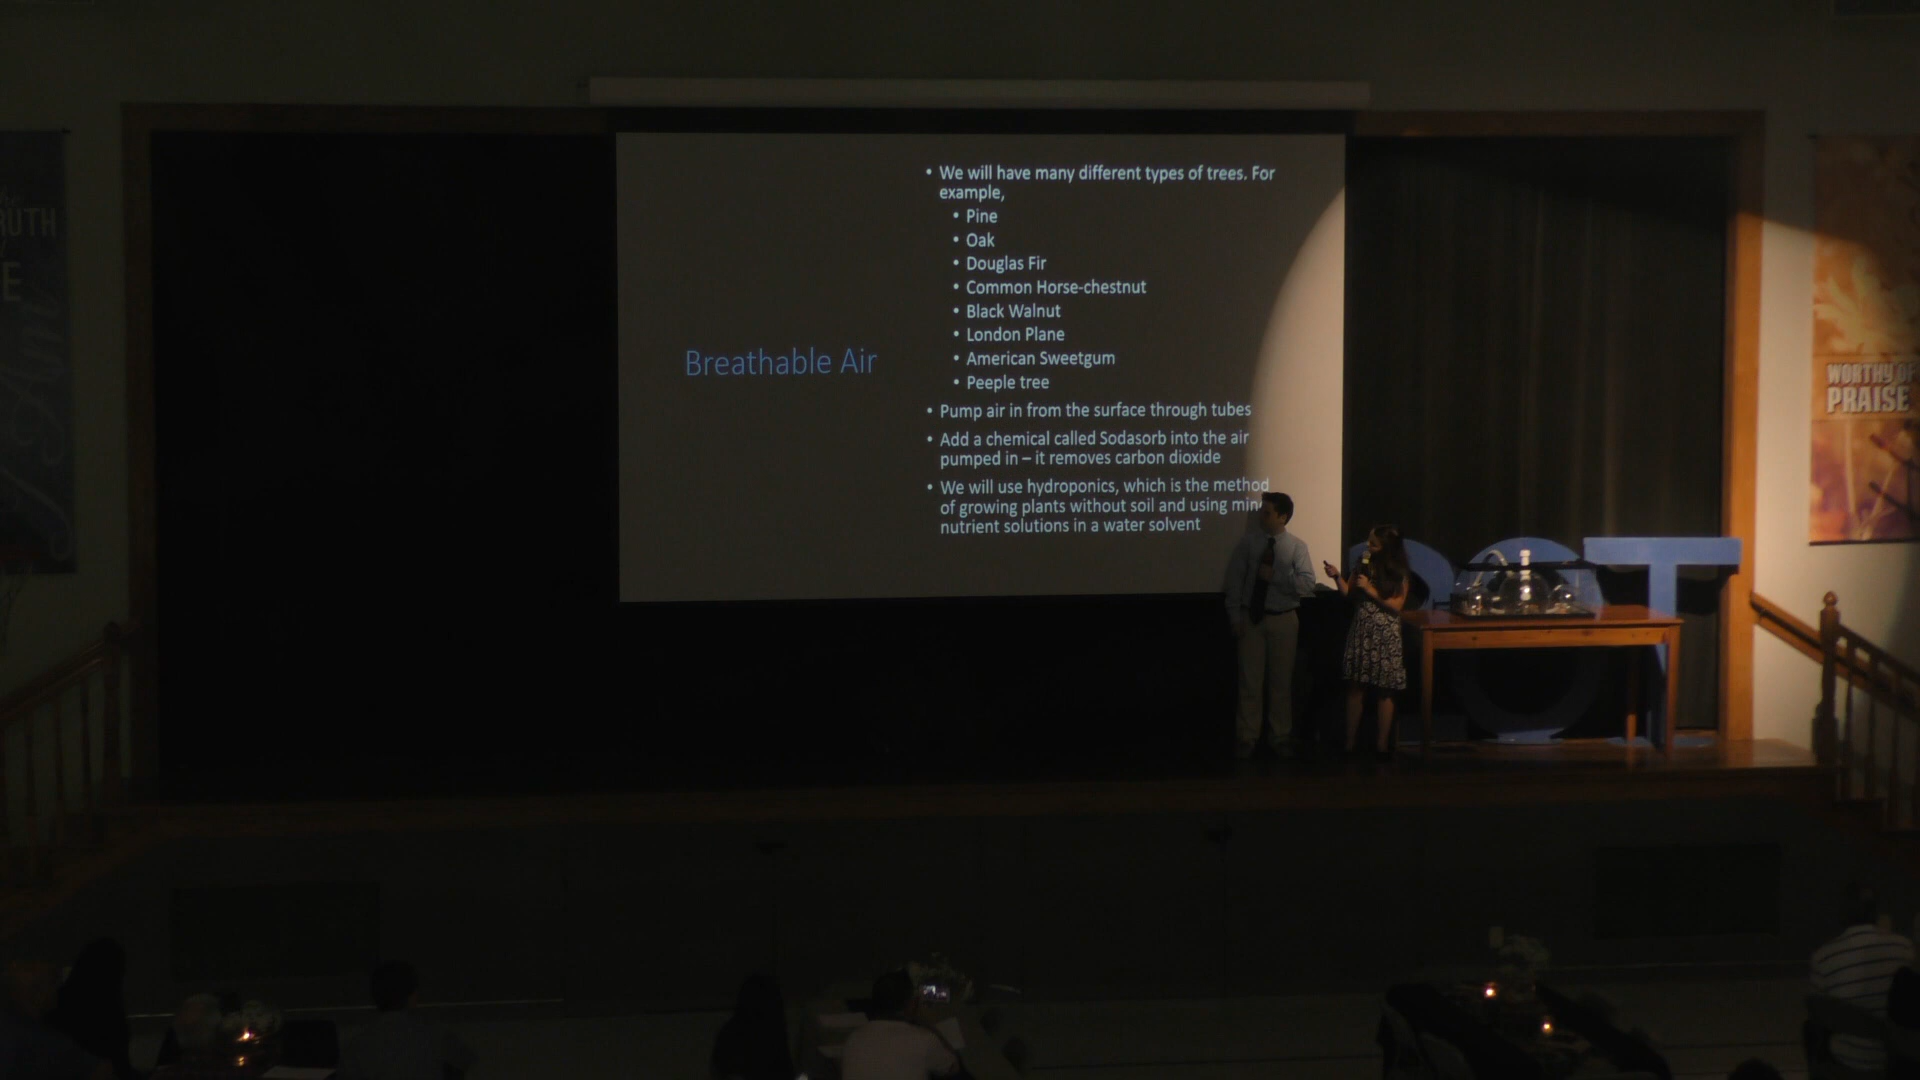 RUTH
E
Breathable Air
• We will have many different types of trees. For
example,
• Pine
• Oak
• Douglas Fir
• Common Horse-chestnut
• Black Walnut
• London Plane
• American Sweetgum
• Peeple tree
• Pump air in from the surface through tubes
• Add a chemical called Sodasorb into the air
pumped in – it removes carbon dioxide
• We will use hydroponics, which is the method
of growing plants without soil and using
nutrient solutions in a water solvent
WORTHY OF
PRAISE
T